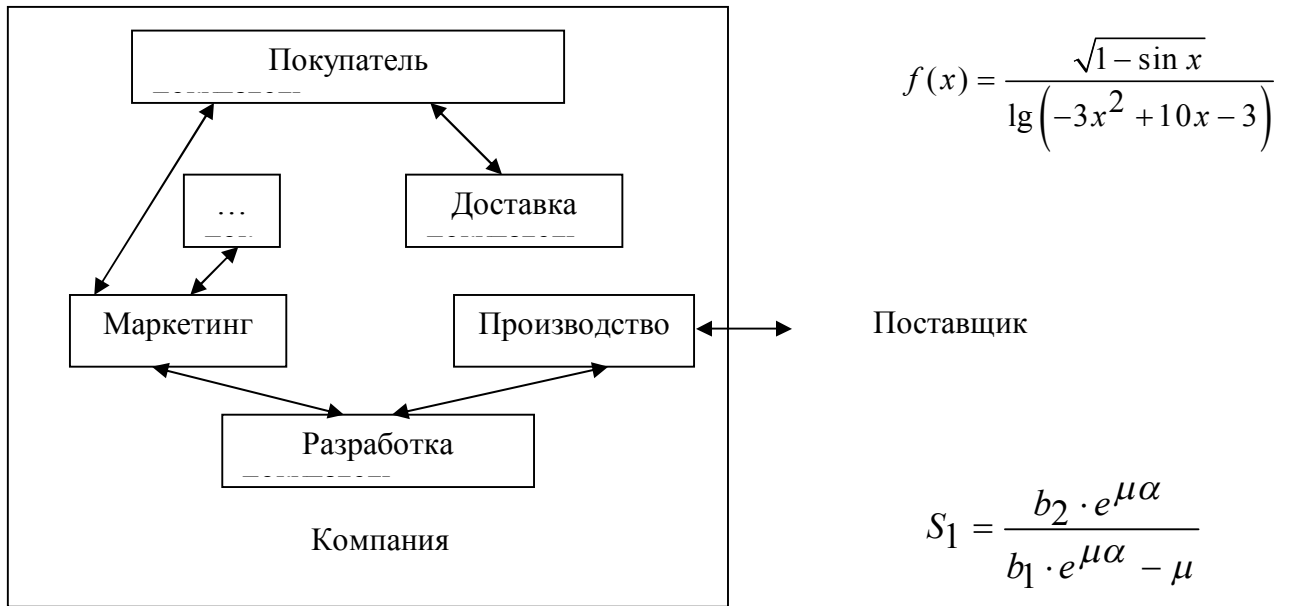 Покупатель
f(x) = √(1 − sin x) / lg(−3x² + 10x − 3)
…
Доставка
Маркетинг
Производство
Поставщик
Разработка
Компания
S₁ = (b₂ · e^{μα}) / (b₁ · e^{μα} − μ)